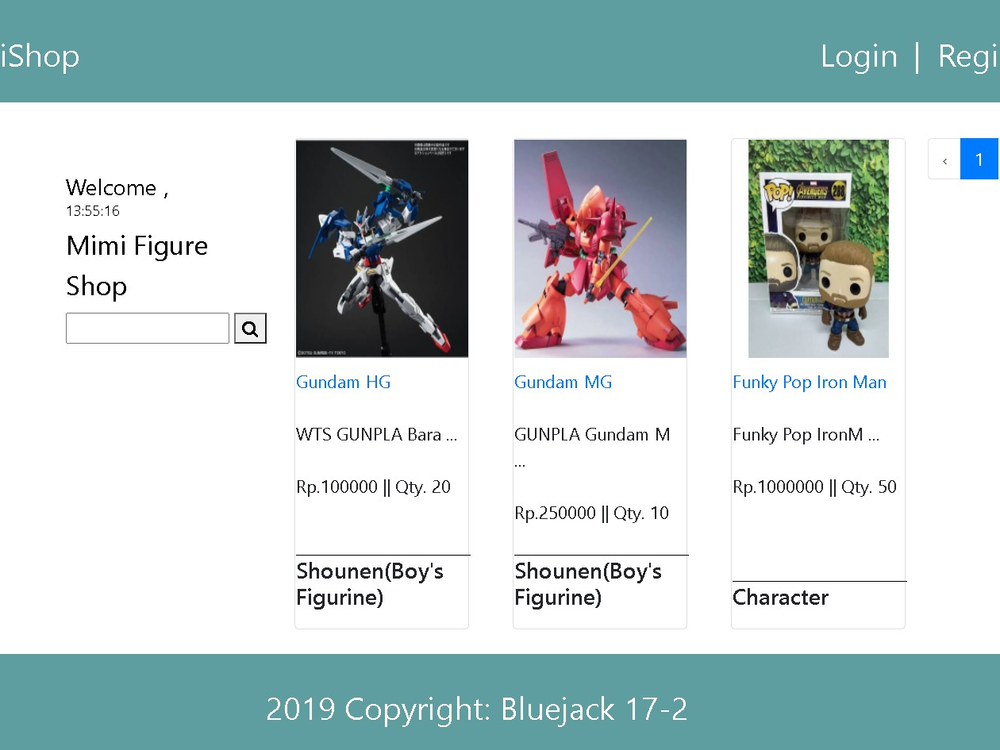 iShop
Login | Regi
Welcome ,
13:55:16
Mimi Figure
Shop
POP!
AVENGERS
Gundam HG
WTS GUNPLA Bara ...
Rp.100000 || Qty. 20
Shounen(Boy's
Figurine)
Gundam MG
GUNPLA Gundam M
...
Rp.250000 || Qty. 10
Shounen(Boy's
Figurine)
Funky Pop Iron Man
Funky Pop IronM ...
Rp.1000000 || Qty. 50
Character
‹ 1
2019 Copyright: Bluejack 17-2